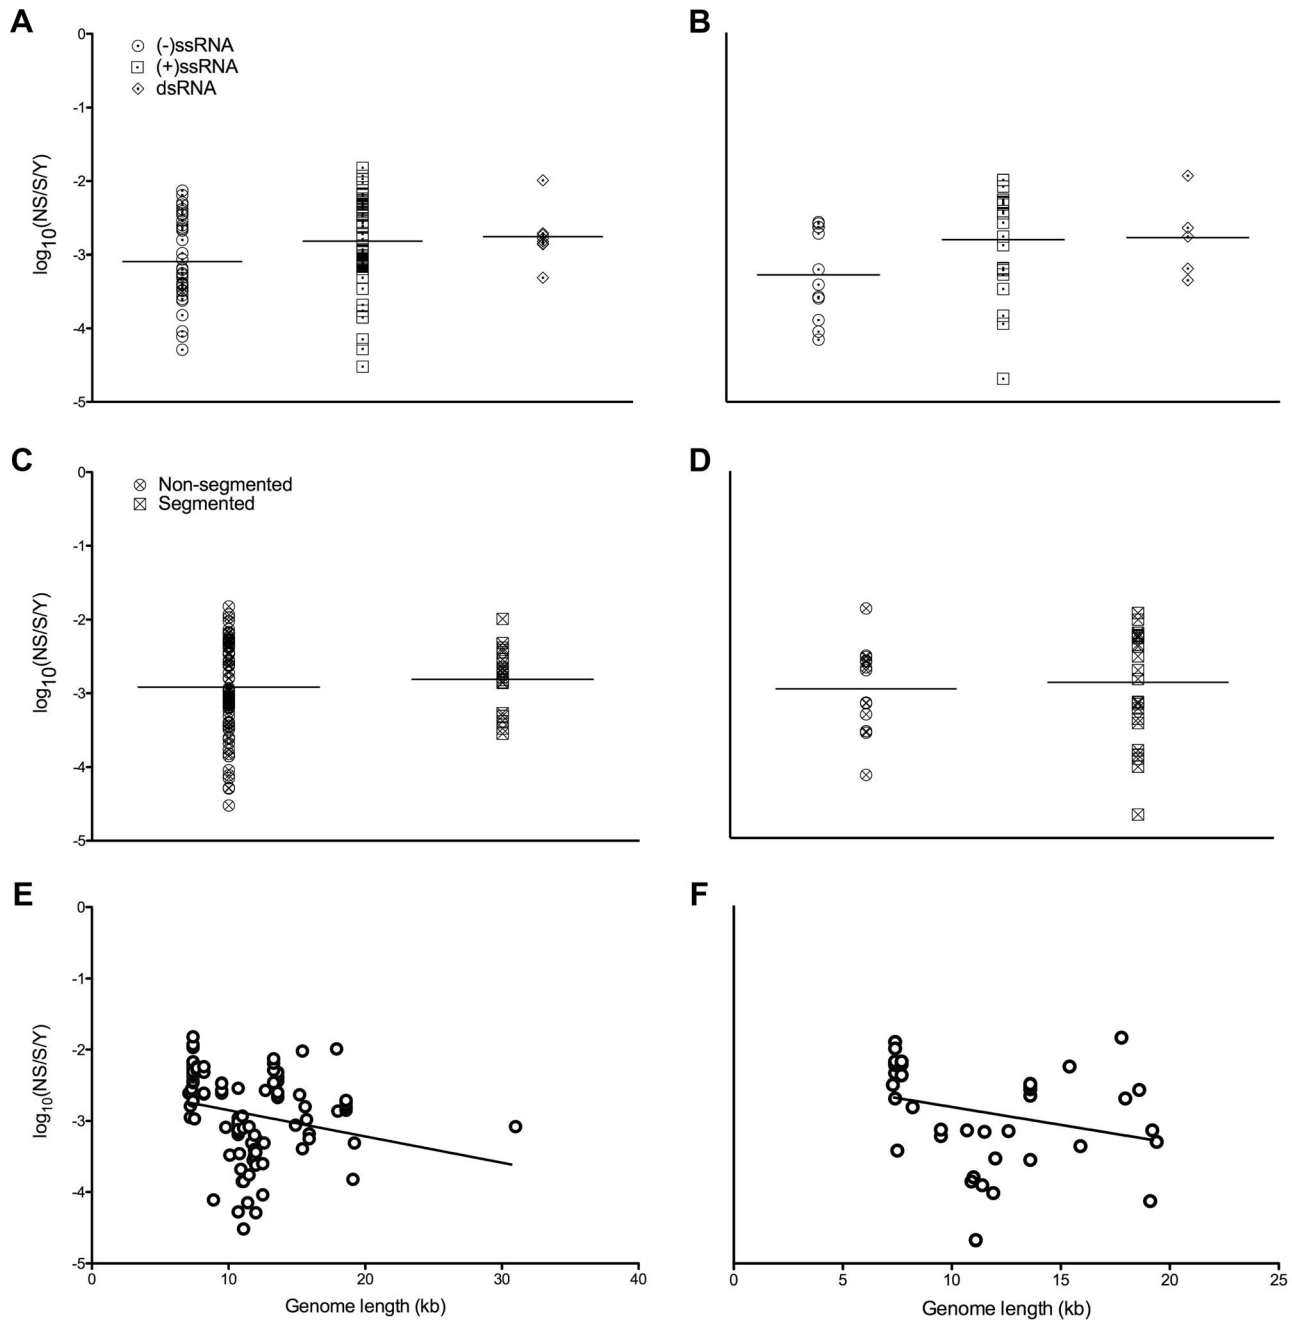 A
B
0
-1
-2
-3
-4
-5
log10(NS/S/Y)
(-)ssRNA
(+)ssRNA
dsRNA
C
D
0
-1
-2
-3
-4
-5
log10(NS/S/Y)
Non-segmented
Segmented
E
F
0
-1
-2
-3
-4
-5
log10(NS/S/Y)
0 10 20 30 40
Genome length (kb)
0 5 10 15 20 25
Genome length (kb)